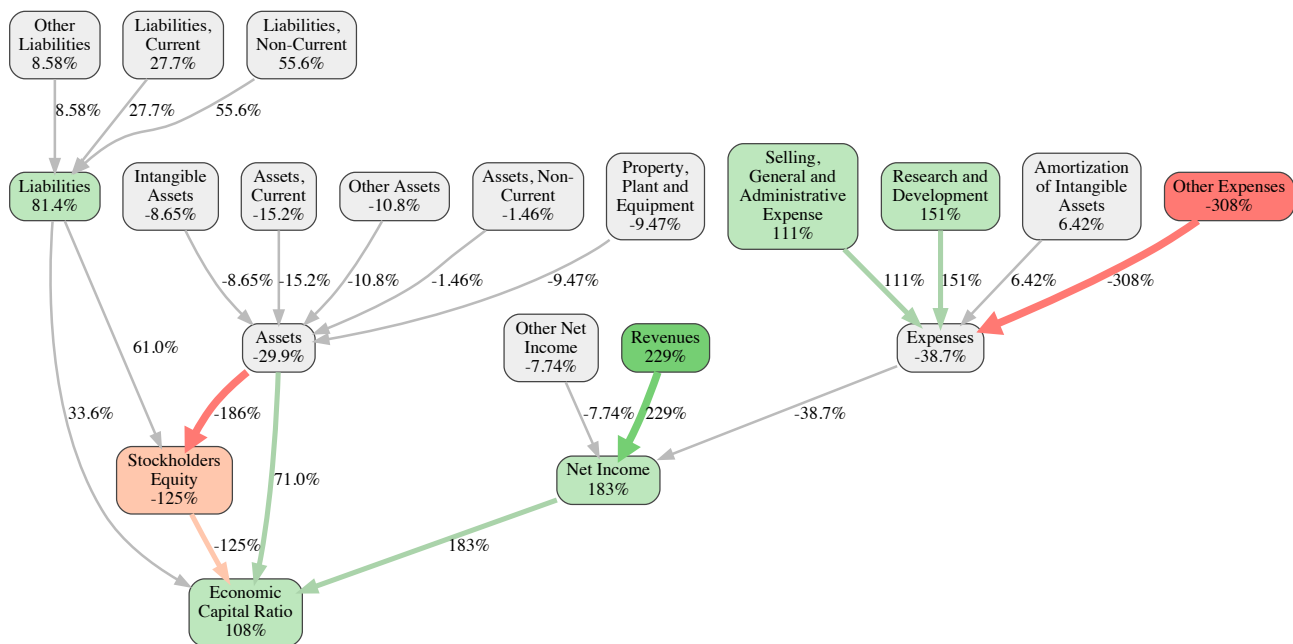 Other
Liabilities
8.58%
Liabilities,
Current
27.7%
Liabilities,
Non-Current
55.6%
8.58%
27.7%
55.6%
Liabilities
81.4%
Intangible
Assets
-8.65%
Assets,
Current
-15.2%
Other Assets
-10.8%
Assets, Non-
Current
-1.46%
Property,
Plant and
Equipment
-9.47%
Selling,
General and
Administrative
Expense
111%
Research and
Development
151%
Amortization
of Intangible
Assets
6.42%
Other Expenses
-308%
-8.65%
-15.2%
-10.8%
-1.46%
-9.47%
111%
151%
6.42%
-308%
61.0%
Assets
-29.9%
Other Net
Income
-7.74%
Revenues
229%
Expenses
-38.7%
33.6%
-186%
-7.74%
229%
-38.7%
Stockholders
Equity
-125%
71.0%
Net Income
183%
-125%
183%
Economic
Capital Ratio
108%